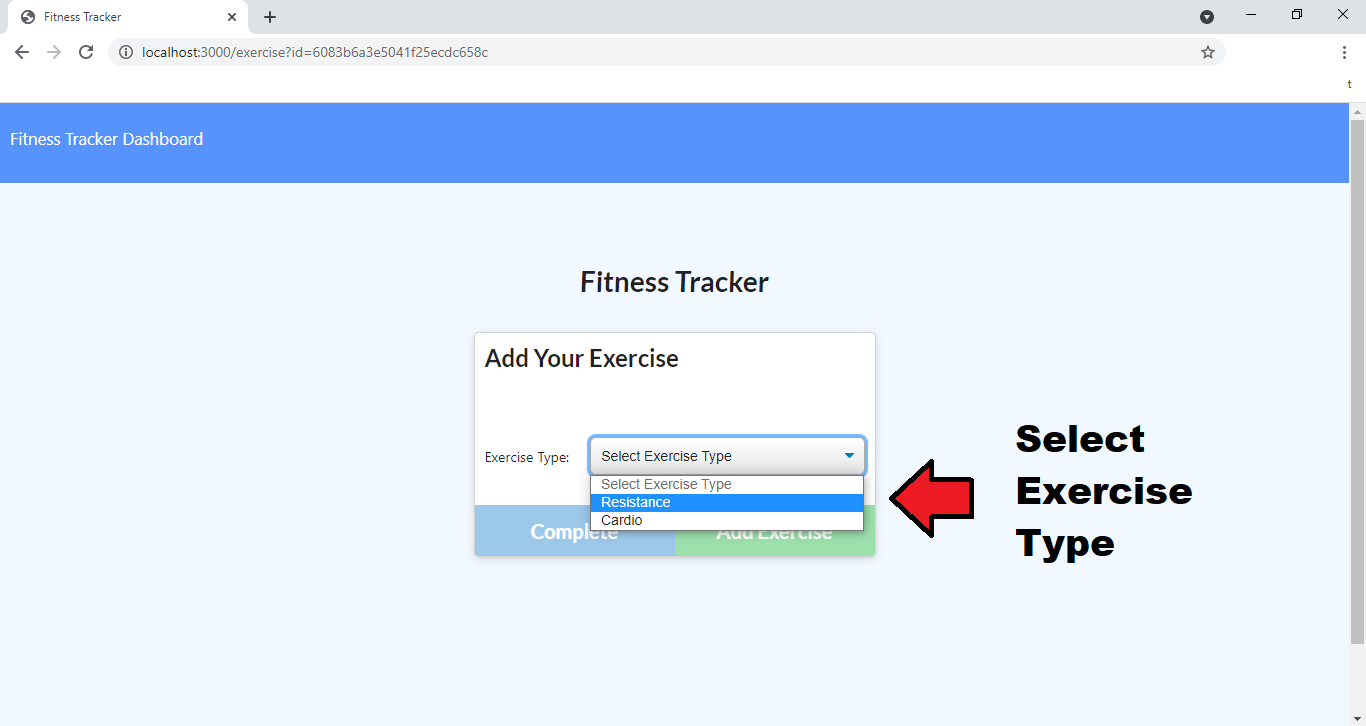 Fitness Tracker
localhost:3000/exercise?id=6083b6a3e5041f25ecdc658c
t
Fitness Tracker Dashboard
Fitness Tracker
Add Your Exercise
Exercise Type:
Select Exercise Type
Select Exercise Type
Resistance
Cardio
Complete
Add Exercise
Select
Exercise
Type